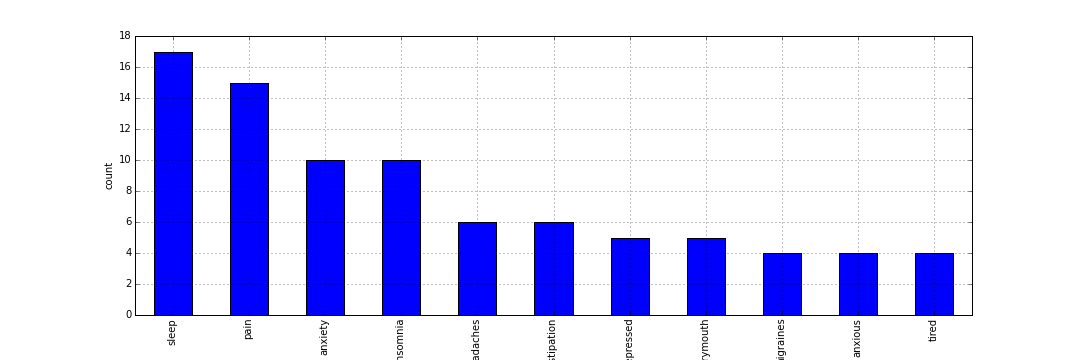 18
16
14
12
10
8
6
4
2
0
count
sleep
pain
anxiety
nsomnia
adaches
stipation
epressed
rymouth
igraines
anxious
tired